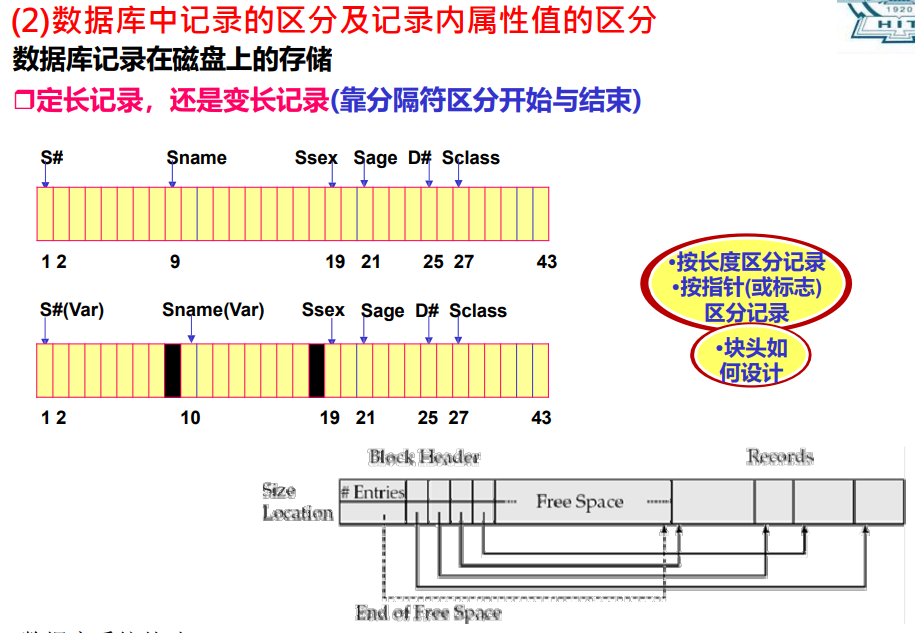 (2)数据库中记录的区分及记录内属性值的区分
1920
HIT
数据库记录在磁盘上的存储
❒定长记录，还是变长记录(靠分隔符区分开始与结束)
S# Sname Ssex Sage D# Sclass
1 2 9 19 21 25 27 43
•按长度区分记录
•按指针(或标志)
区分记录
•块头如
何设计
S#(Var) Sname(Var) Ssex Sage D# Sclass
1 2 10 19 21 25 27 43
Block Header Records
Size
Location
# Entries
Free Space
End of Free Space